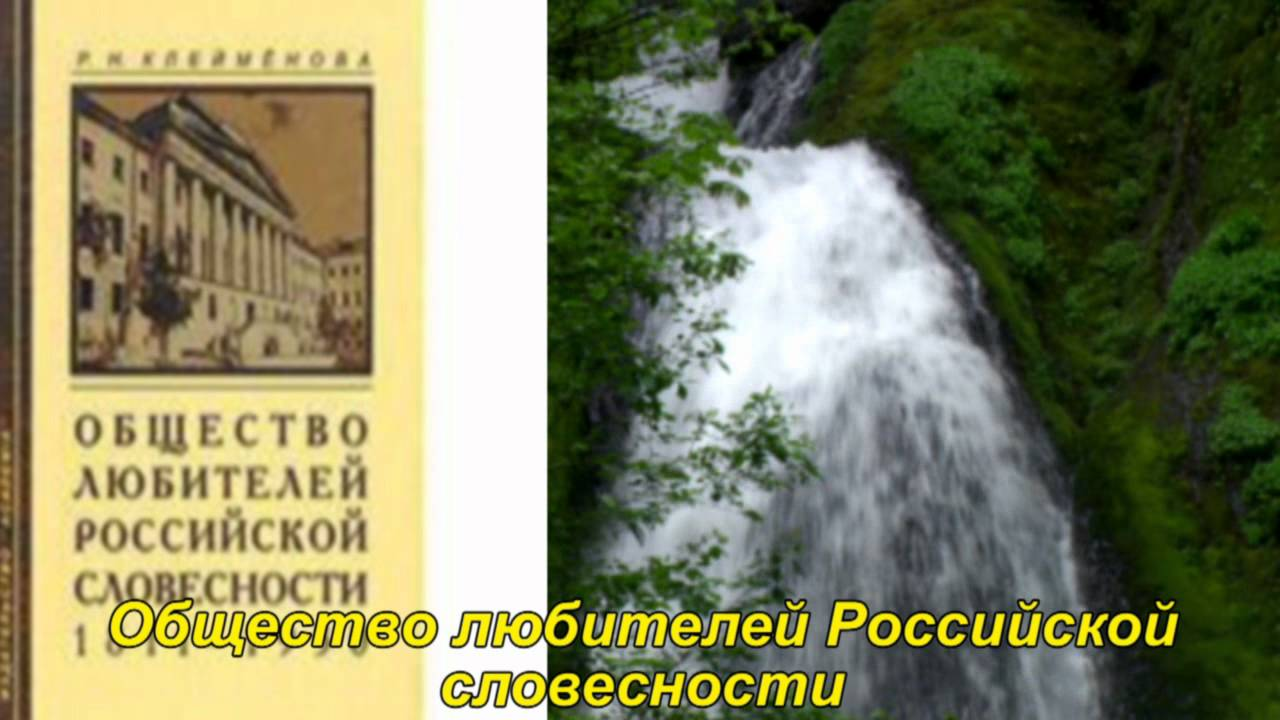 Р. Н. КЛЕЙМЁНОВА
ОБЩЕСТВО
ЛЮБИТЕЛЕЙ
РОССИЙСКОЙ
СЛОВЕСНОСТИ
Общество любителей Российской
словесности